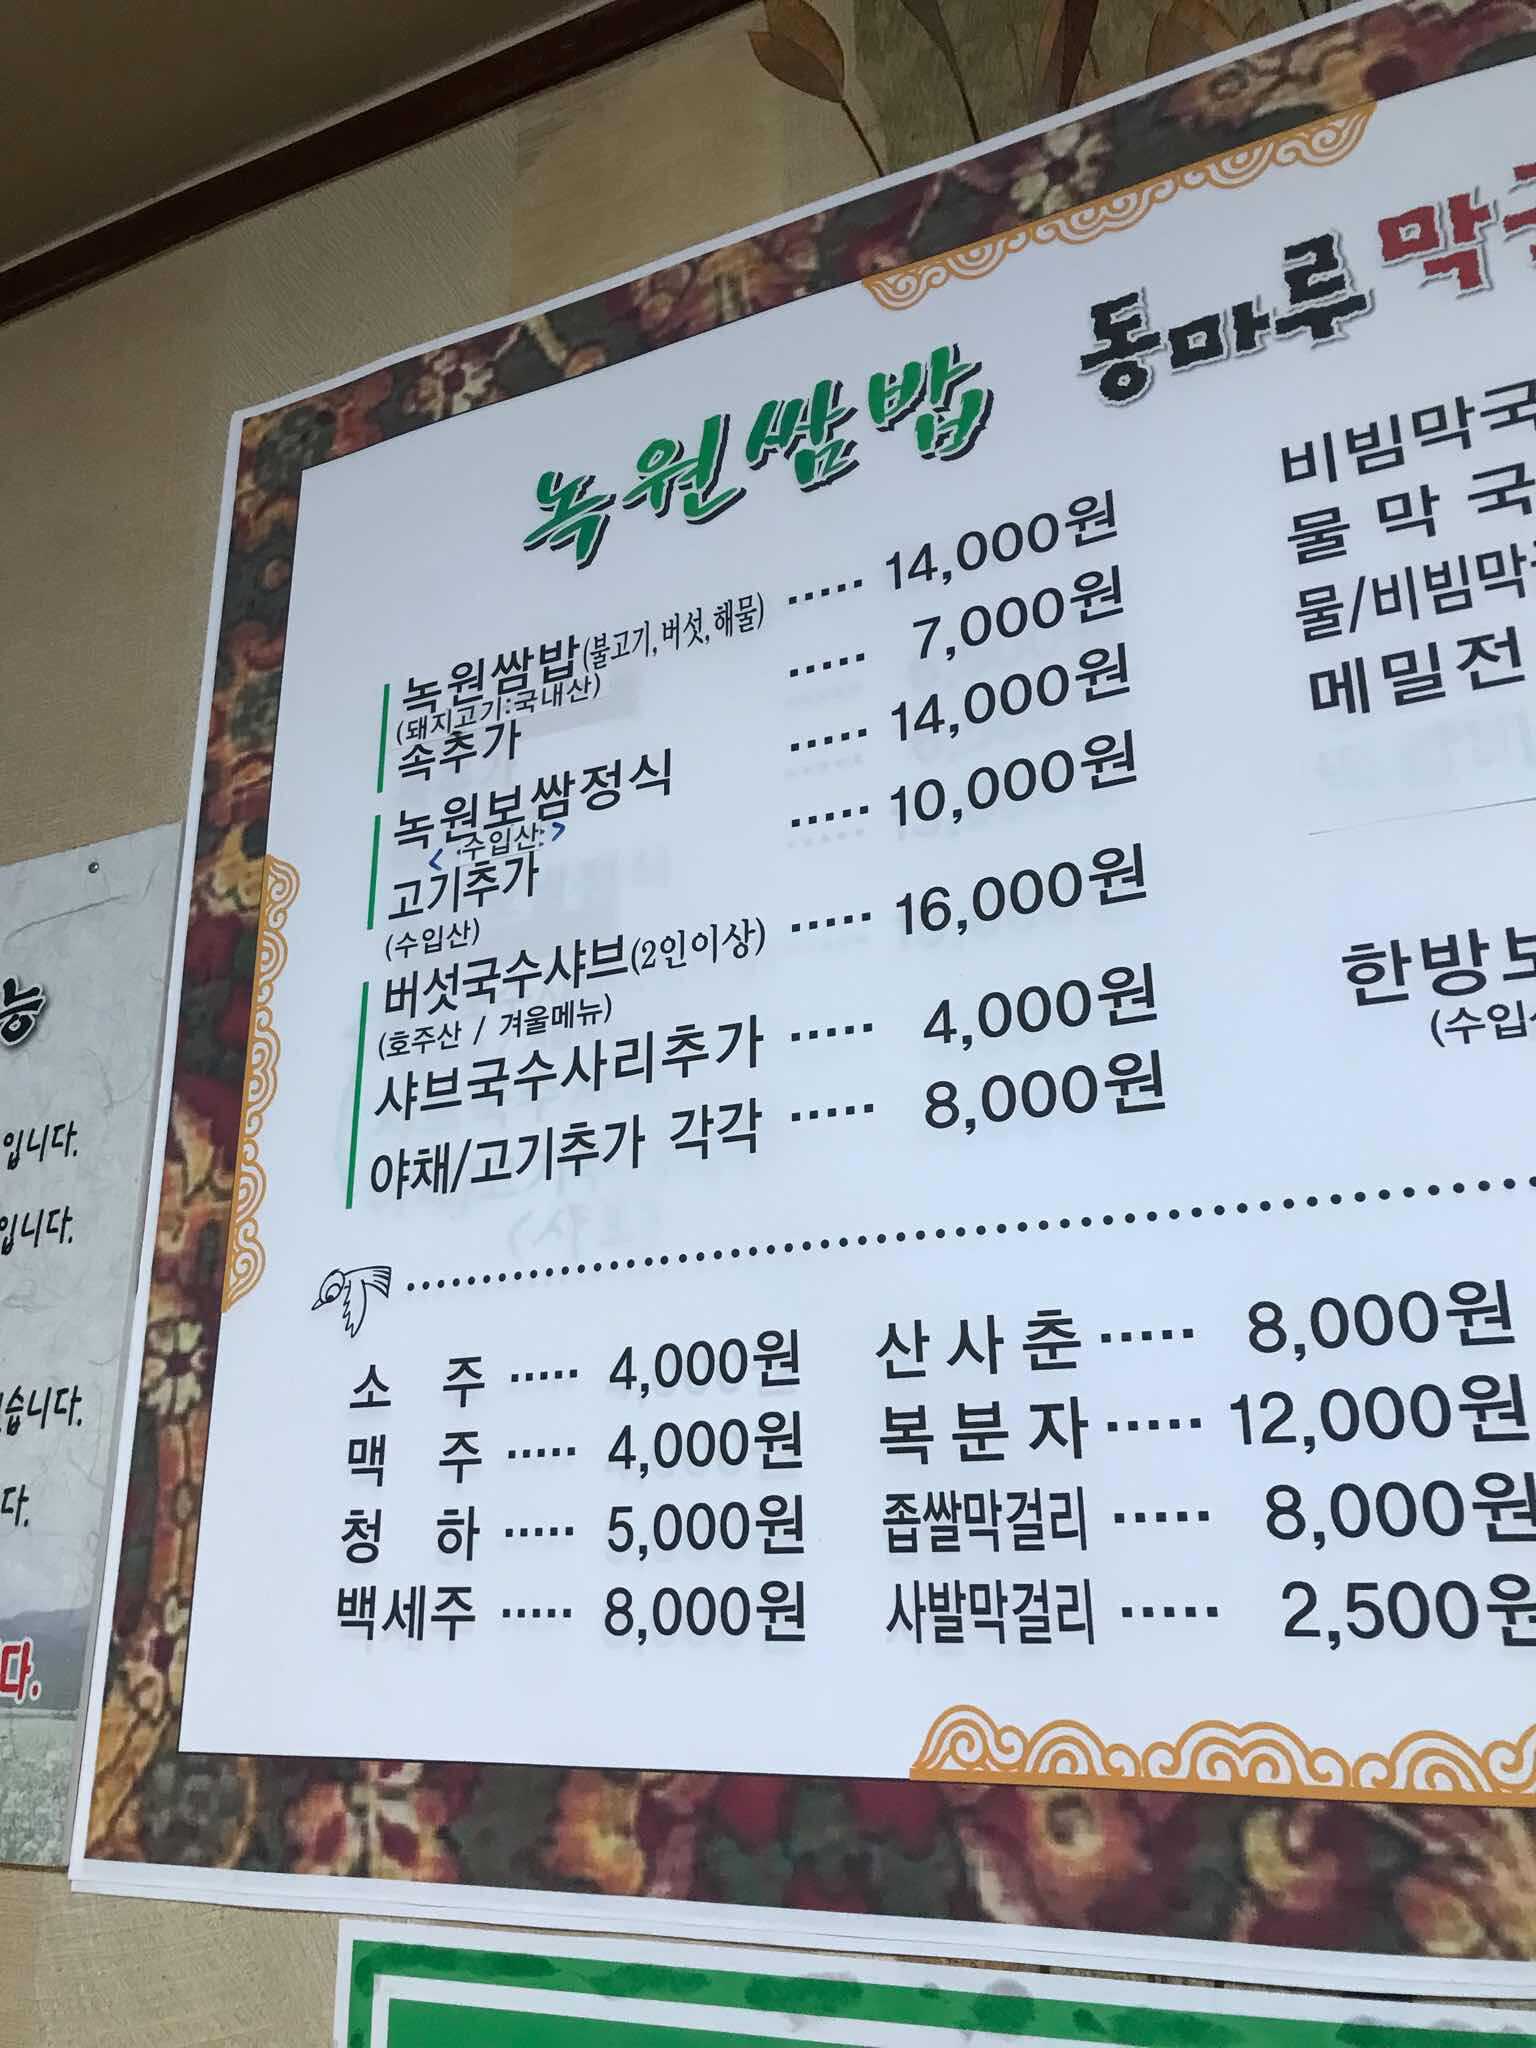 녹원쌈밥
녹원쌈밥(불고기,버섯,해물) ····· 14,000원
(돼지고기:국내산)
속추가 ····· 7,000원
녹원보쌈정식 ····· 14,000원
< 수입산: >
고기추가 ····· 10,000원
(수입산)
버섯국수샤브(2인이상) ····· 16,000원
(호주산 / 겨울메뉴)
샤브국수사리추가 ····· 4,000원
야채/고기추가 각각 ····· 8,000원
동마루 막
비빔막국
물 막 국
물/비빔막
메밀전
한방보
(수입
소 주 ····· 4,000원
맥 주 ····· 4,000원
청 하 ····· 5,000원
백세주 ····· 8,000원
산 사 춘 ····· 8,000원
복 분 자 ····· 12,000원
좁쌀막걸리 ····· 8,000원
사발막걸리 ····· 2,500원
능
입니다.
입니다.
습니다.
다.
다.